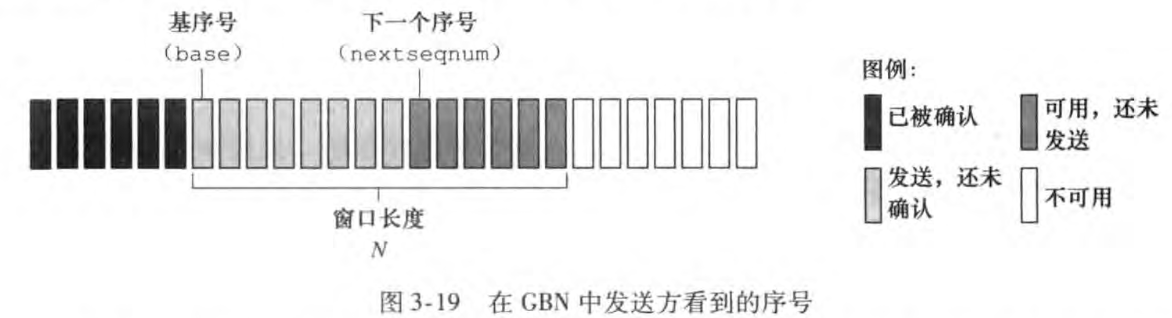 基序号
(base)
下一个序号
(nextseqnum)
窗口长度
N
图例:
已被确认
可用，还未
发送
发送，还未
确认
不可用
图 3-19 在 GBN 中发送方看到的序号